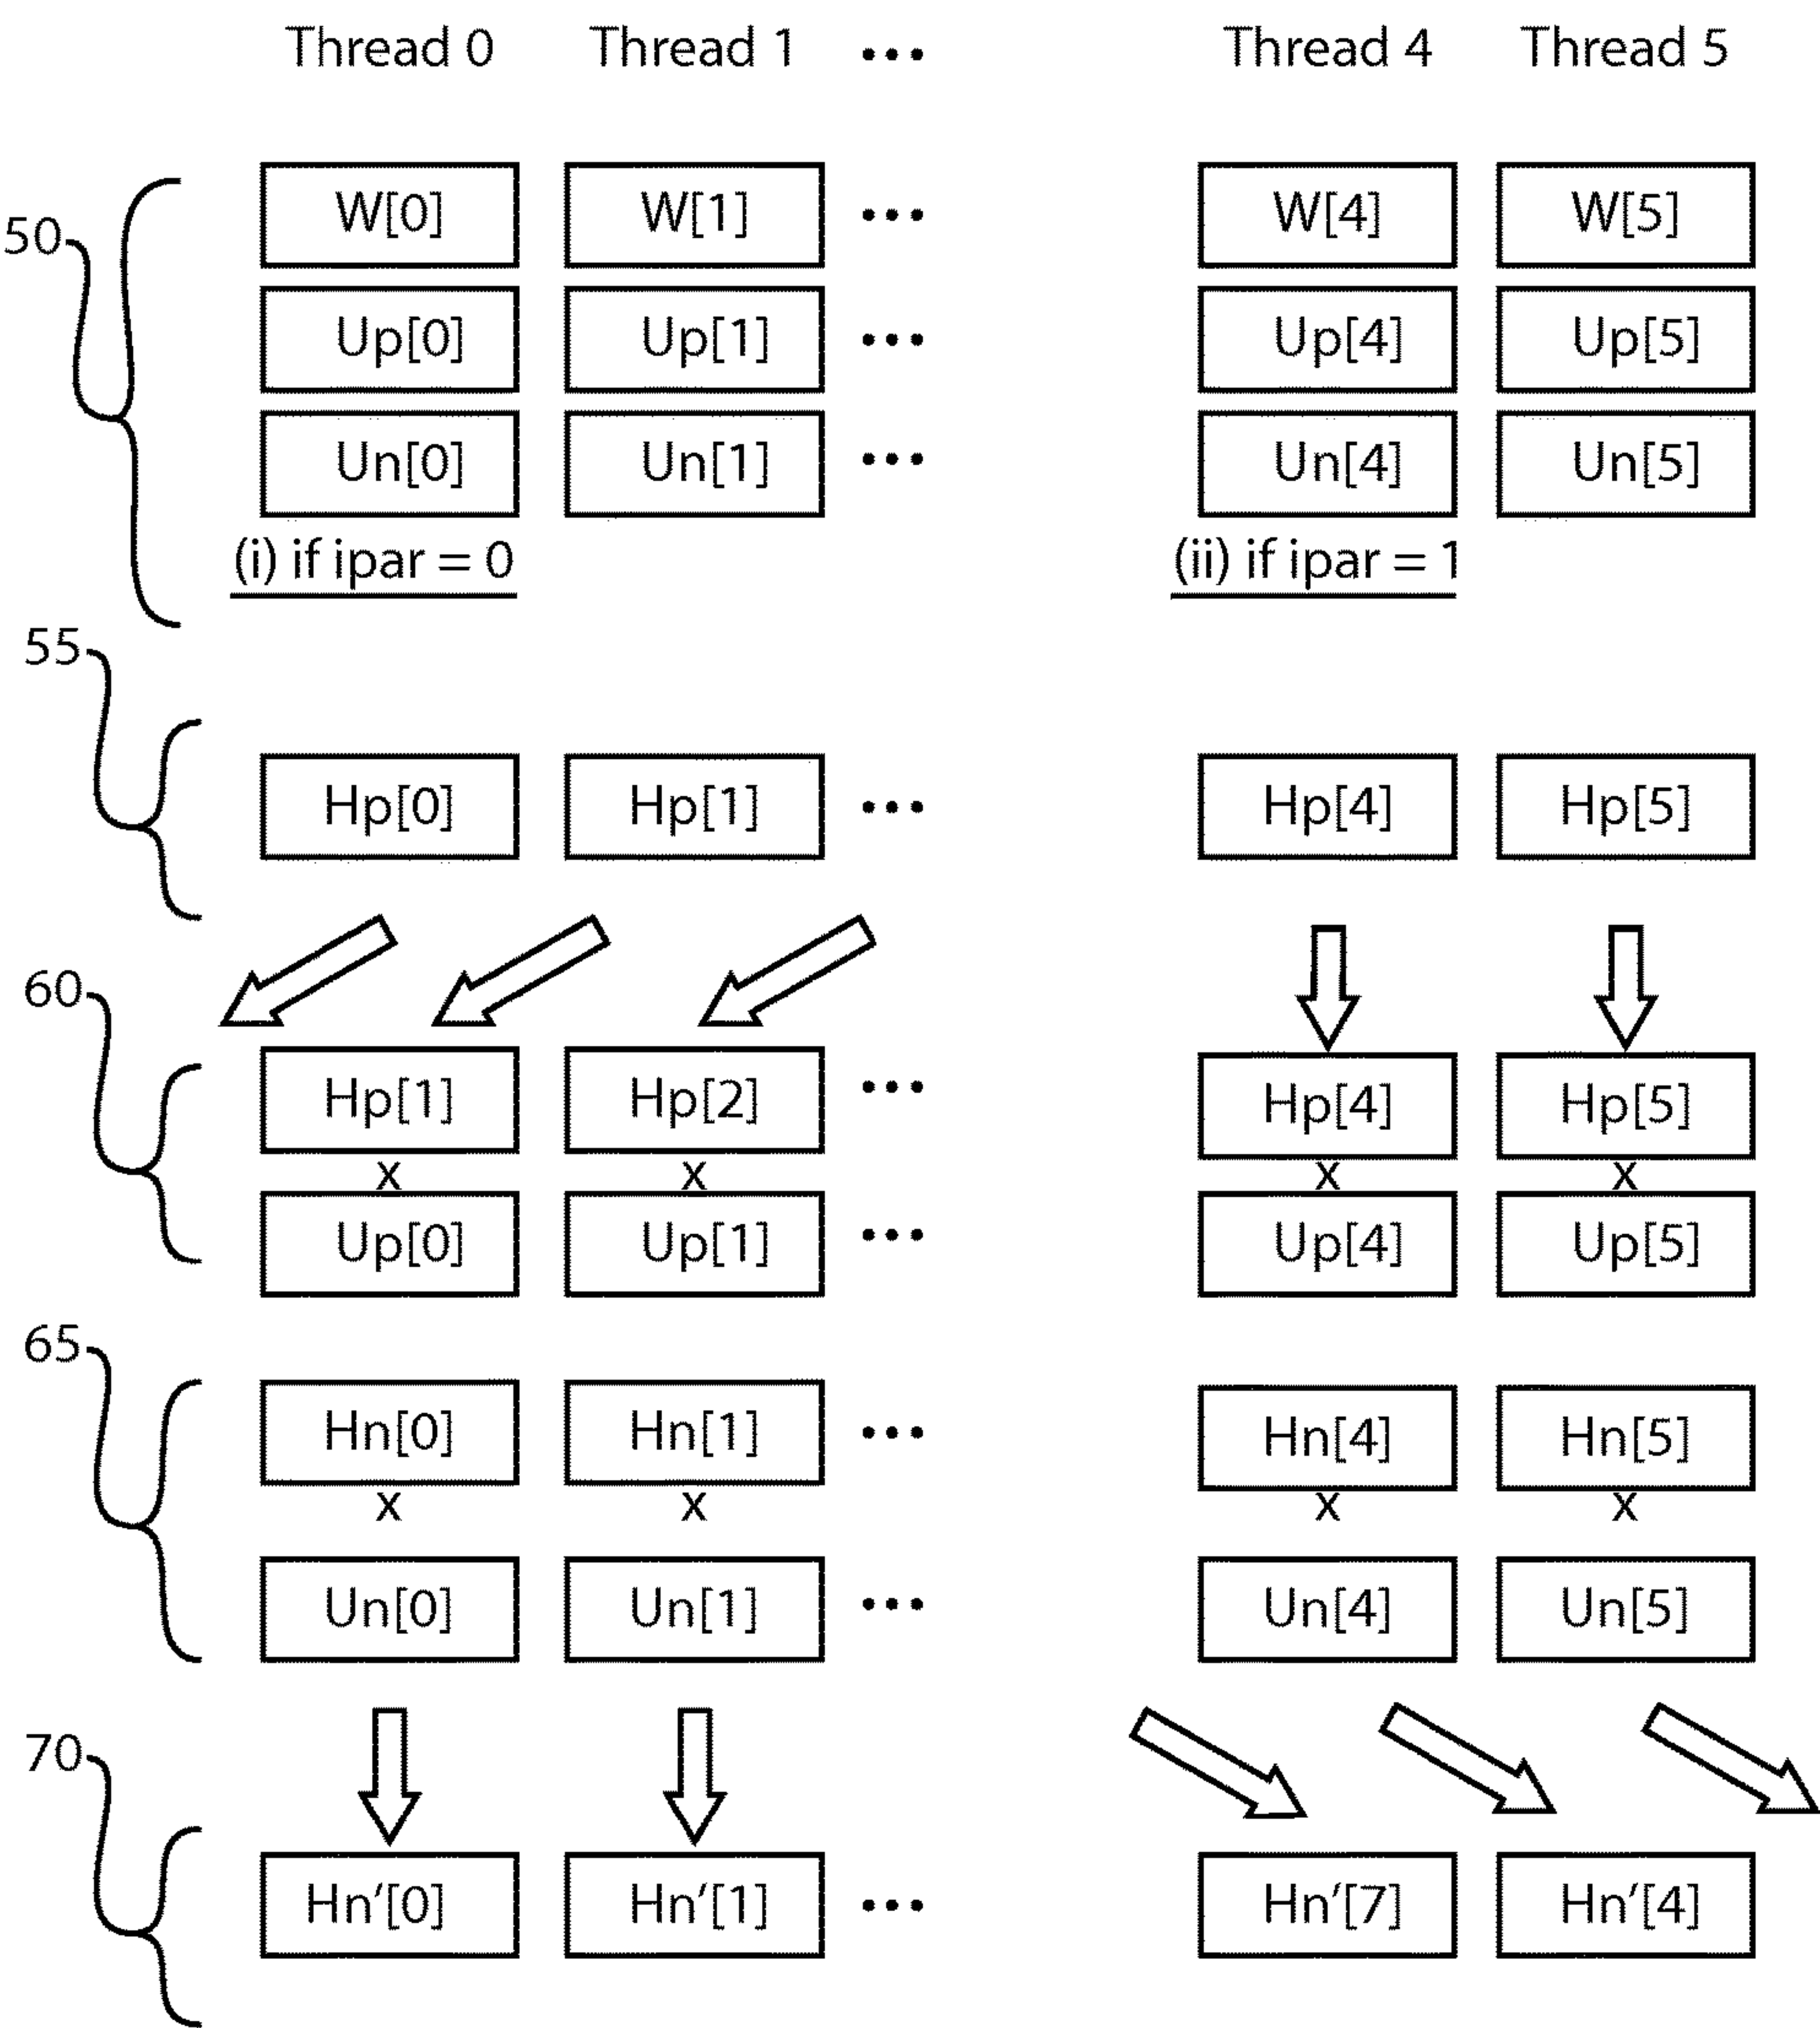 Thread 0 Thread 1 ... Thread 4 Thread 5
W[0] W[1] ... W[4] W[5]
50
Up[0] Up[1] ... Up[4] Up[5]
Un[0] Un[1] ... Un[4] Un[5]
(i) if ipar = 0 (ii) if ipar = 1
55
Hp[0] Hp[1] ... Hp[4] Hp[5]
60
Hp[1] Hp[2] ... Hp[4] Hp[5]
x x x x
Up[0] Up[1] ... Up[4] Up[5]
65
Hn[0] Hn[1] ... Hn[4] Hn[5]
x x x x
Un[0] Un[1] ... Un[4] Un[5]
70
Hn′[0] Hn′[1] ... Hn′[7] Hn′[4]